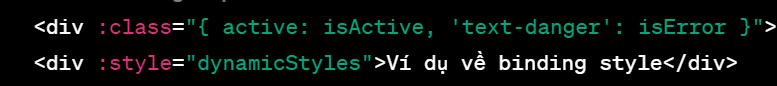 <div :class="{ active: isActive, 'text-danger': isError }">
<div :style="dynamicStyles">Ví dụ về binding style</div>